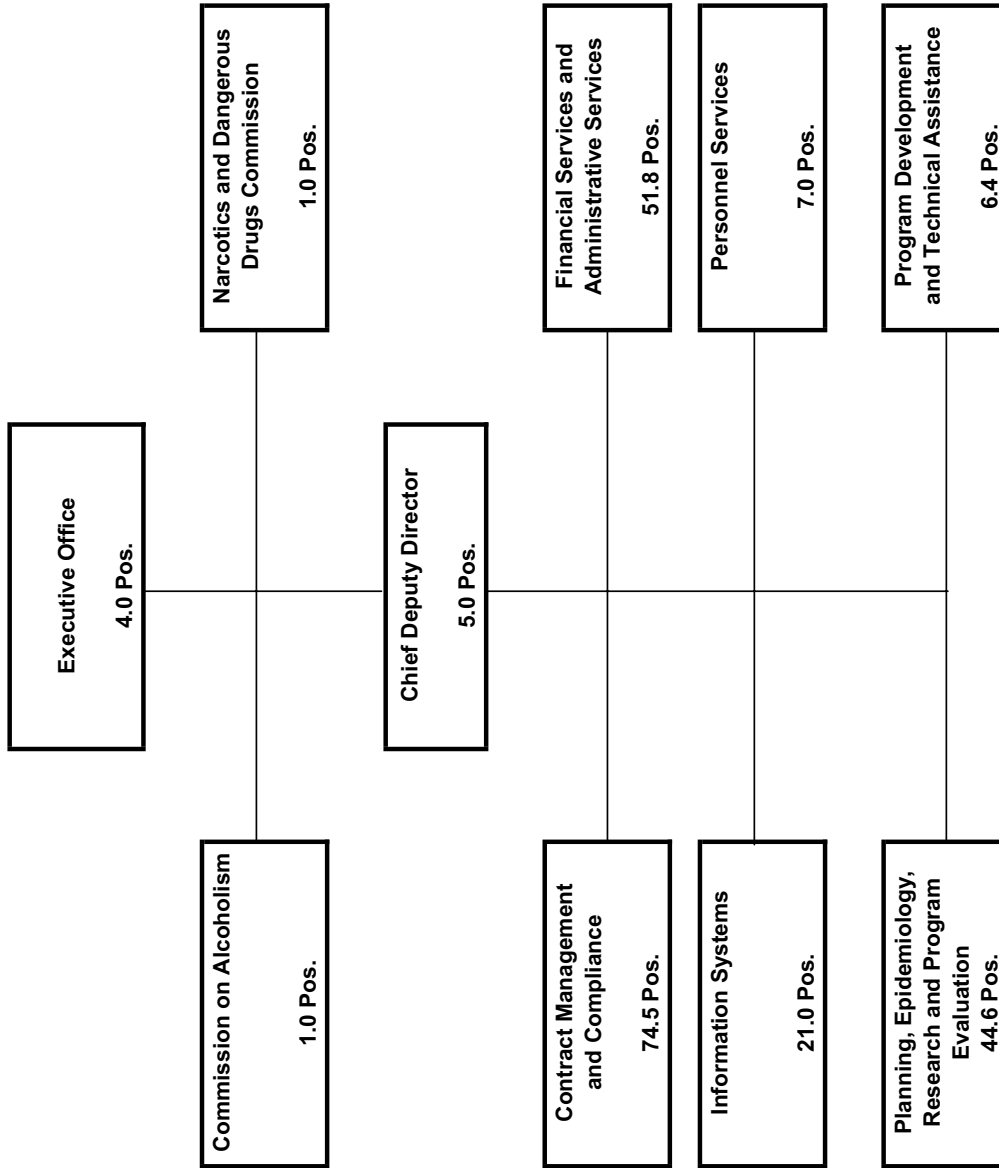 Executive Office
4.0 Pos.
Commission on Alcoholism
1.0 Pos.
Narcotics and Dangerous
Drugs Commission
1.0 Pos.
Chief Deputy Director
5.0 Pos.
Contract Management
and Compliance
74.5 Pos.
Financial Services and
Administrative Services
51.8 Pos.
Information Systems
21.0 Pos.
Personnel Services
7.0 Pos.
Planning, Epidemiology,
Research and Program
Evaluation
44.6 Pos.
Program Development
and Technical Assistance
6.4 Pos.